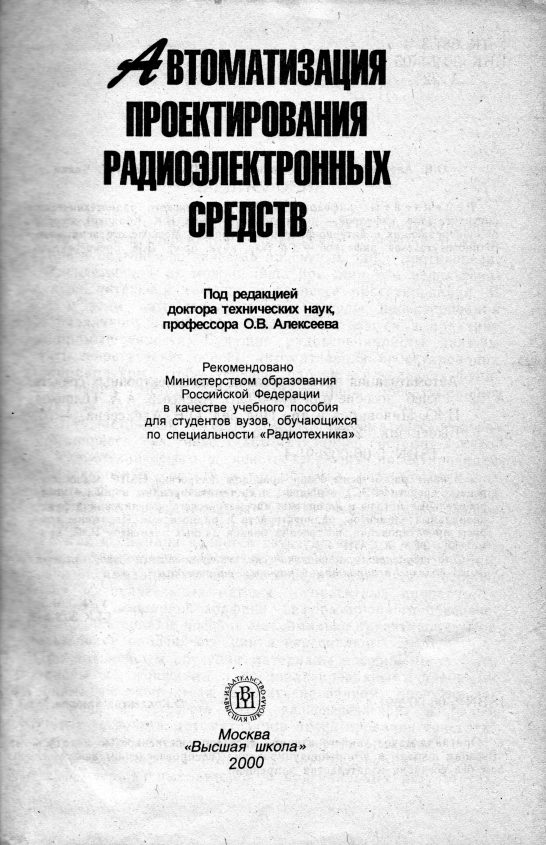 АВТОМАТИЗАЦИЯ
ПРОЕКТИРОВАНИЯ
РАДИОЭЛЕКТРОННЫХ
СРЕДСТВ
Под редакцией
доктора технических наук,
профессора О.В. Алексеева
Рекомендовано
Министерством образования
Российской Федерации
в качестве учебного пособия
для студентов вузов, обучающихся
по специальности «Радиотехника»
ИЗДАТЕЛЬСТВО
«ВЫСШАЯ ШКОЛА»
Москва
«Высшая школа»
2000